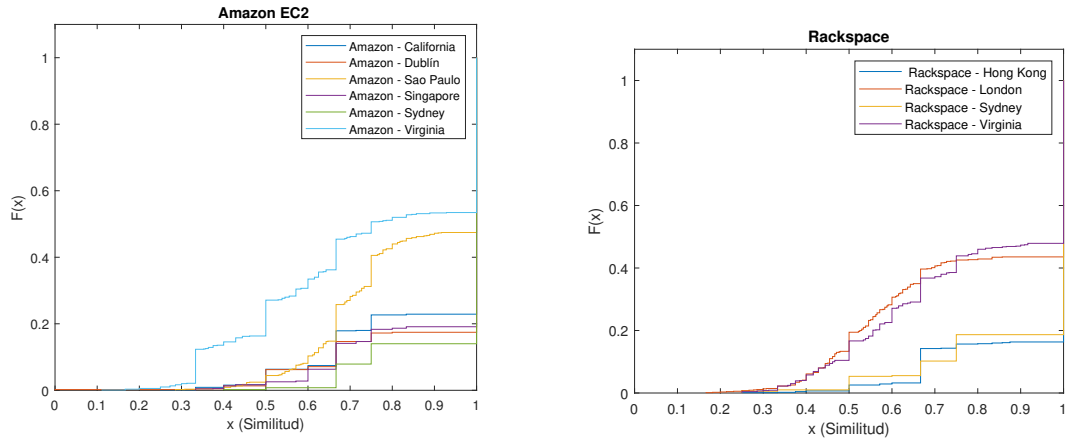 Amazon EC2
Amazon - California
Amazon - Dublín
Amazon - Sao Paulo
Amazon - Singapore
Amazon - Sydney
Amazon - Virginia
1
0.8
0.6
0.4
0.2
0
F(x)
0 0.1 0.2 0.3 0.4 0.5 0.6 0.7 0.8 0.9 1
x (Similitud)
Rackspace
Rackspace - Hong Kong
Rackspace - London
Rackspace - Sydney
Rackspace - Virginia
1
0.8
0.6
0.4
0.2
0
F(x)
0 0.1 0.2 0.3 0.4 0.5 0.6 0.7 0.8 0.9 1
x (Similitud)